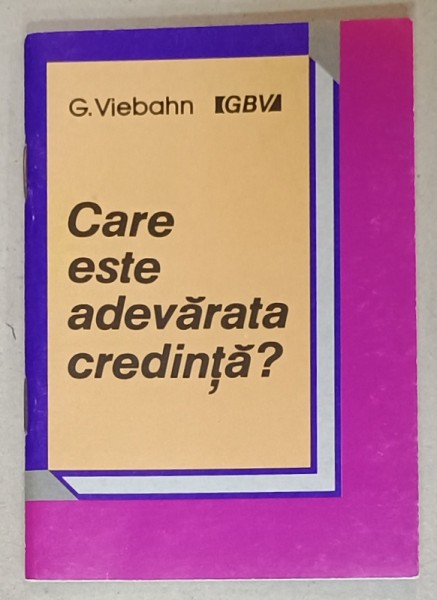 G. Viebahn GBV
Care
este
adevărata
credință?